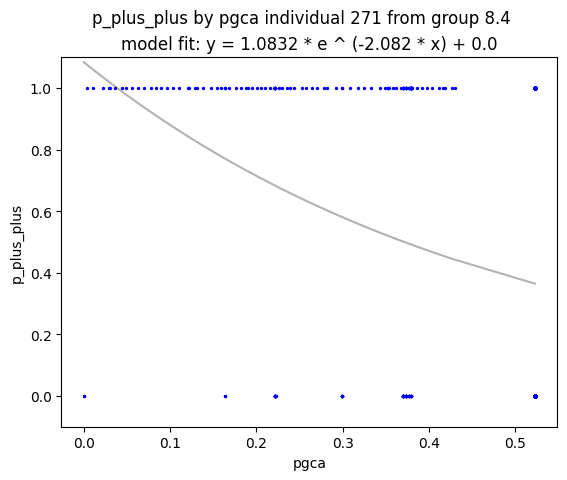 p_plus_plus by pgca individual 271 from group 8.4
model fit: y = 1.0832 * e ^ (-2.082 * x) + 0.0
1.0
0.8
0.6
0.4
0.2
0.0
p_plus_plus
0.0 0.1 0.2 0.3 0.4 0.5
pgca